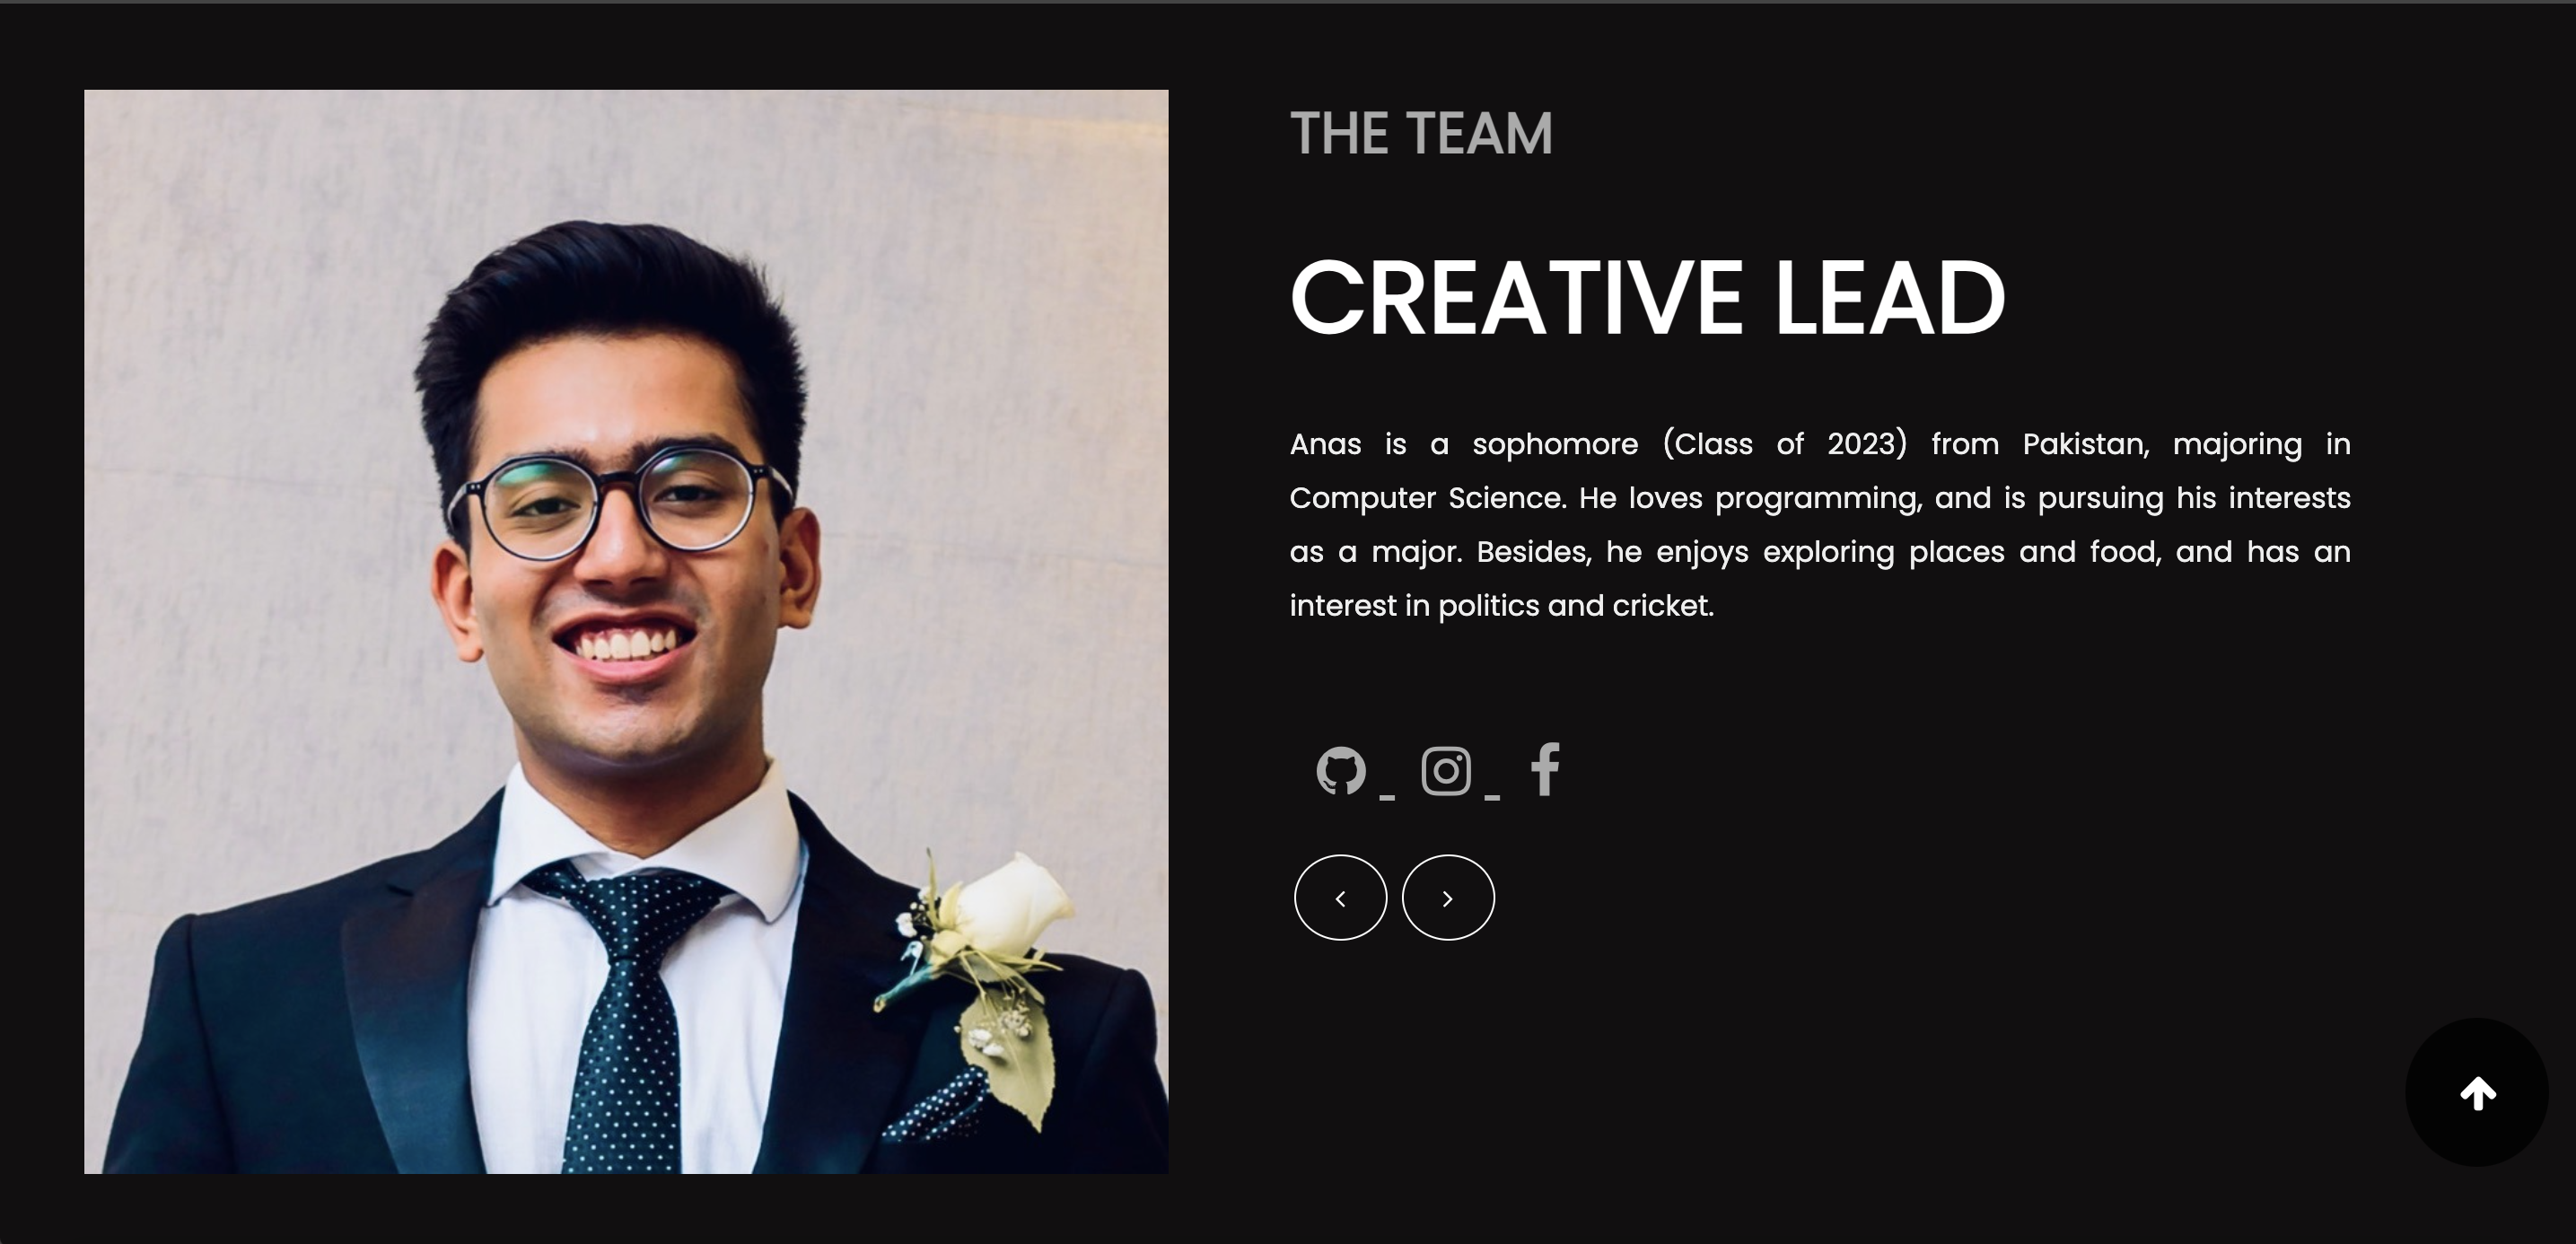 THE TEAM
CREATIVE LEAD
Anas is a sophomore (Class of 2023) from Pakistan, majoring in
Computer Science. He loves programming, and is pursuing his interests
as a major. Besides, he enjoys exploring places and food, and has an
interest in politics and cricket.